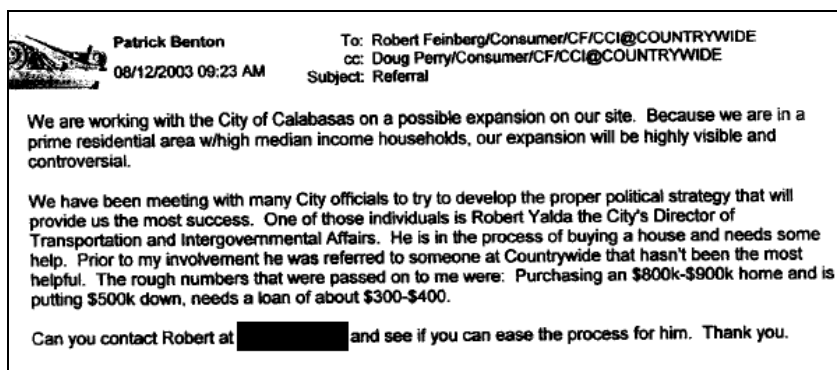 Patrick Benton To: Robert Feinberg/Consumer/CF/CCI@COUNTRYWIDE
cc: Doug Perry/Consumer/CF/CCI@COUNTRYWIDE
08/12/2003 09:23 AM Subject: Referral
We are working with the City of Calabasas on a possible expansion on our site. Because we are in a
prime residential area w/high median income households, our expansion will be highly visible and
controversial.
We have been meeting with many City officials to try to develop the proper political strategy that will
provide us the most success. One of those individuals is Robert Yalda the City's Director of
Transportation and Intergovernmental Affairs. He is in the process of buying a house and needs some
help. Prior to my involvement he was referred to someone at Countrywide that hasn't been the most
helpful. The rough numbers that were passed on to me were: Purchasing an $800k-$900k home and is
putting $500k down, needs a loan of about $300-$400.
Can you contact Robert at and see if you can ease the process for him. Thank you.